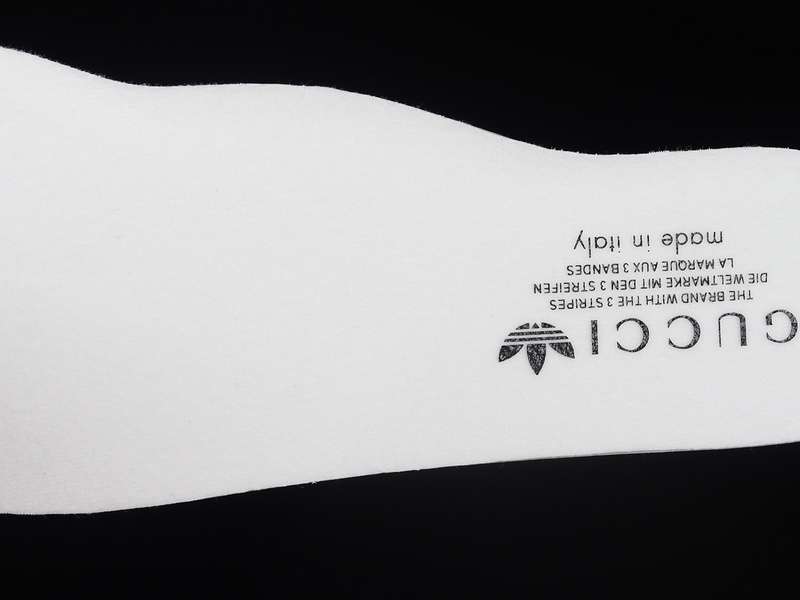 GUCCI
THE BRAND WITH THE 3 STRIPES
DIE WELTMARKE MIT DEN 3 STREIFEN
LA MARQUE AUX 3 BANDES
made in italy